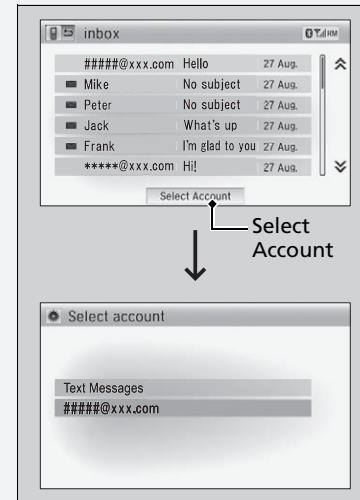 inbox RM
#####@xxx.com Hello 27 Aug.
Mike No subject 27 Aug.
Peter No subject 27 Aug.
Jack What's up 27 Aug.
Frank I'm glad to you 27 Aug.
*****@xxx.com Hi! 27 Aug.
Select Account
Select
Account
Select account
Text Messages
#####@xxx.com